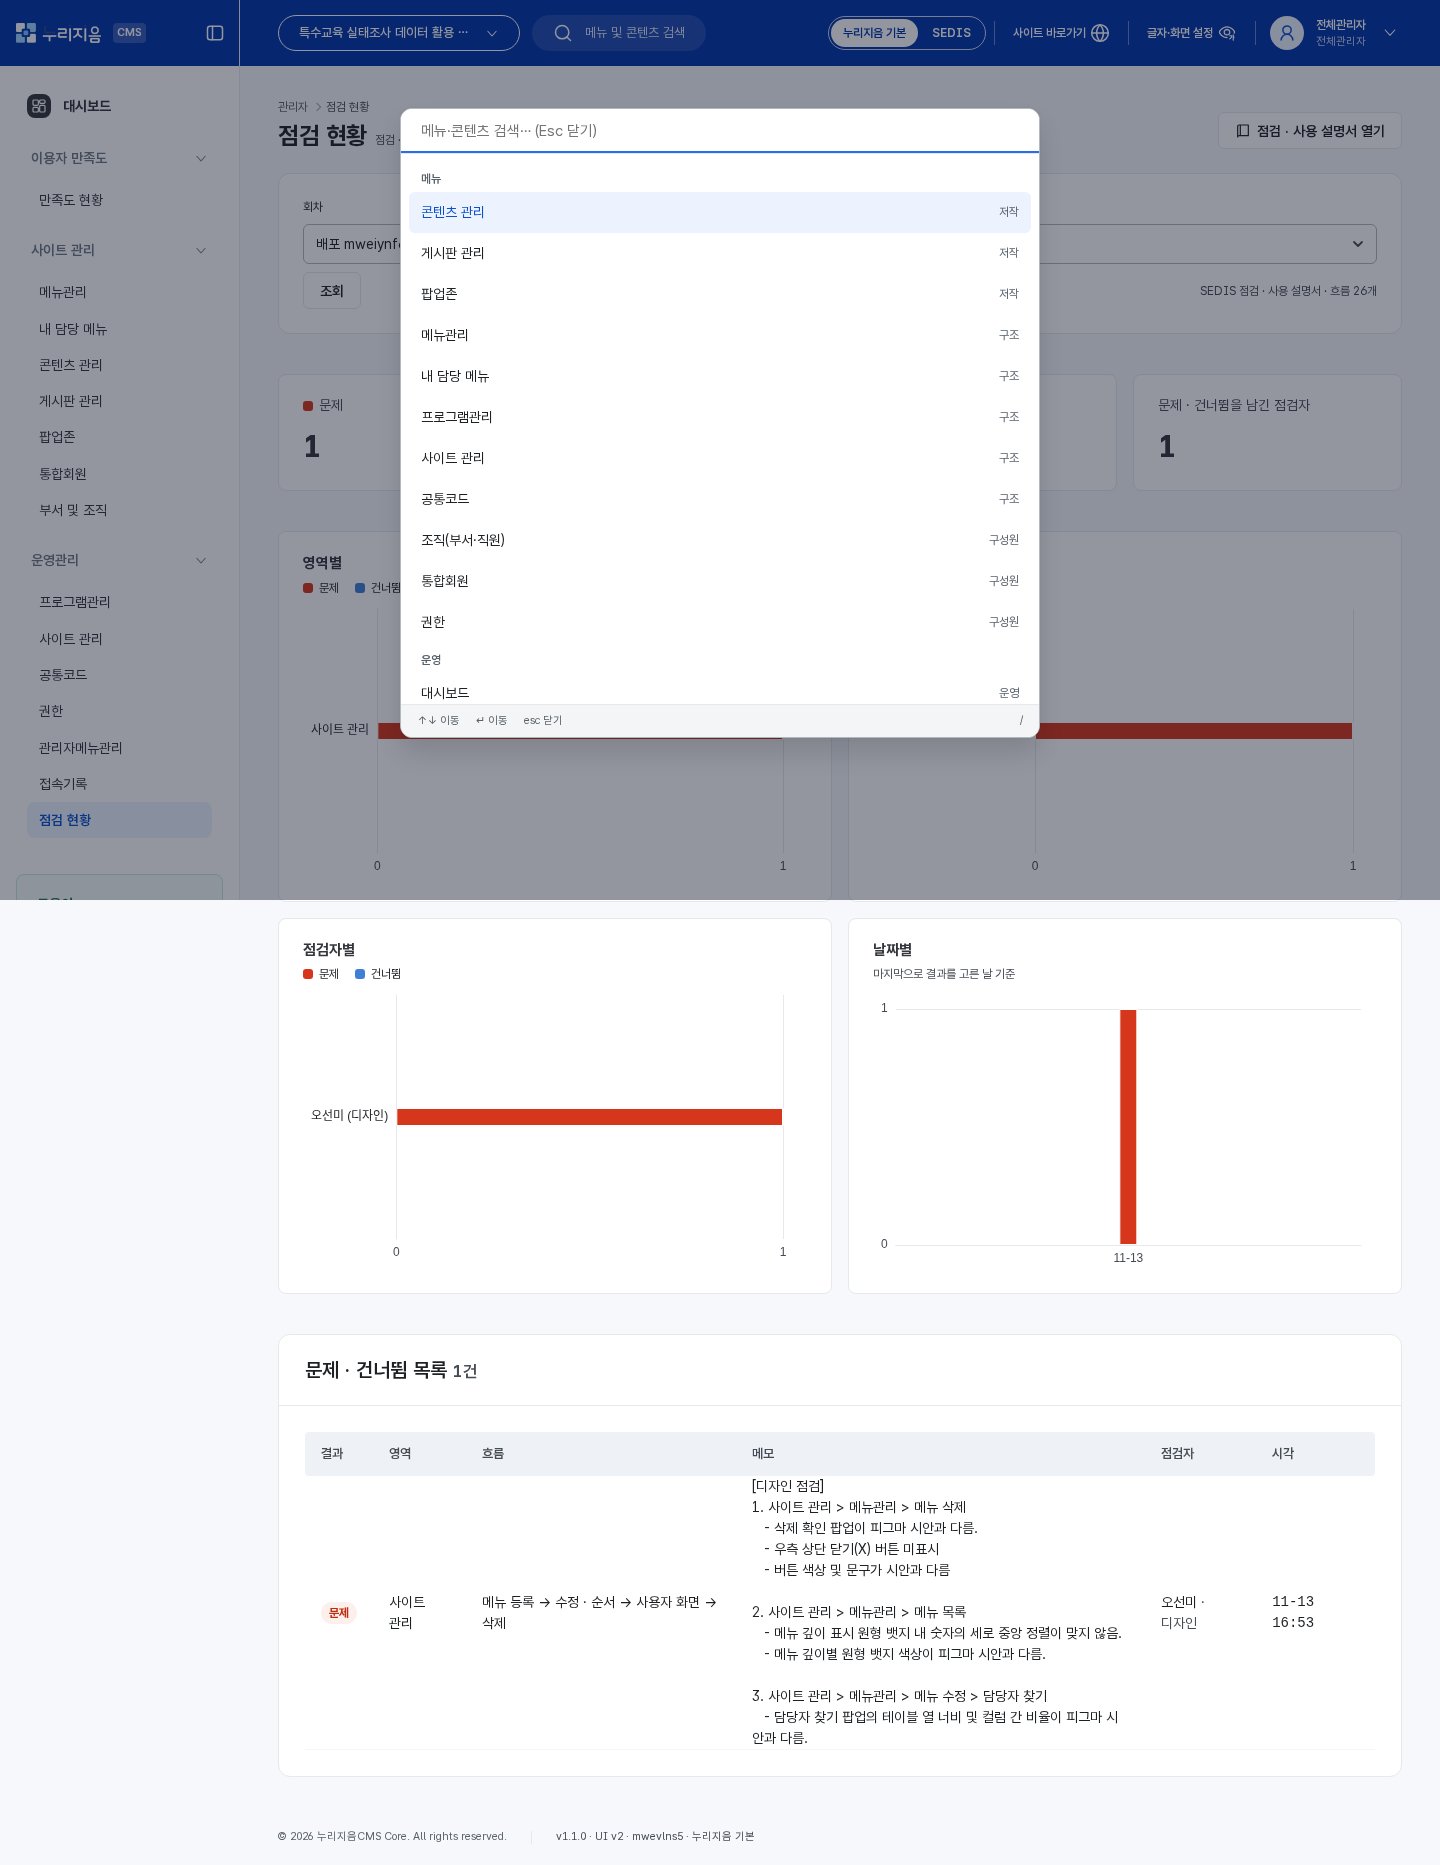 누리지음 CMS
특수교육 실태조사 데이터 활용 ···
메뉴 및 콘텐츠 검색
누리지음 기본 SEDIS
사이트 바로가기
글자·화면 설정
전체관리자
전체관리자
대시보드
이용자 만족도
만족도 현황
사이트 관리
메뉴관리
내 담당 메뉴
콘텐츠 관리
게시판 관리
팝업존
통합회원
부서 및 조직
운영관리
프로그램관리
사이트 관리
공통코드
권한
관리자메뉴관리
접속기록
점검 현황
관리자 > 점검 현황
점검 현황 점검 ·
점검 · 사용 설명서 열기
회차
배포
조회
SEDIS 점검 · 사용 설명서 · 흐름 26개
문제
1
문제 · 건너뜀을 남긴 점검자
1
영역별
문제 건너뜀
사이트 관리
0 1
0 1
메뉴·콘텐츠 검색··· (Esc 닫기)
메뉴
콘텐츠 관리 저작
게시판 관리 저작
팝업존 저작
메뉴관리 구조
내 담당 메뉴 구조
프로그램관리 구조
사이트 관리 구조
공통코드 구조
조직(부서·직원) 구성원
통합회원 구성원
권한 구성원
운영
대시보드 운영
↑↓ 이동 ↵ 이동 esc 닫기 /
점검자별
문제 건너뜀
오선미 (디자인)
0 1
날짜별
마지막으로 결과를 고른 날 기준
1
0
11-13
문제 · 건너뜀 목록 1건
결과 영역 흐름 메모 점검자 시각
문제
사이트
관리
메뉴 등록 → 수정 · 순서 → 사용자 화면 →
삭제
[디자인 점검]
1. 사이트 관리 > 메뉴관리 > 메뉴 삭제
- 삭제 확인 팝업이 피그마 시안과 다름.
- 우측 상단 닫기(X) 버튼 미표시
- 버튼 색상 및 문구가 시안과 다름
2. 사이트 관리 > 메뉴관리 > 메뉴 목록
- 메뉴 깊이 표시 원형 뱃지 내 숫자의 세로 중앙 정렬이 맞지 않음.
- 메뉴 깊이별 원형 뱃지 색상이 피그마 시안과 다름.
3. 사이트 관리 > 메뉴관리 > 메뉴 수정 > 담당자 찾기
- 담당자 찾기 팝업의 테이블 열 너비 및 컬럼 간 비율이 피그마 시
안과 다름.
오선미 ·
디자인
11-13
16:53
© 2026 누리지음CMS Core. All rights reserved.
v1.1.0 · UI v2 · mwevlns5 · 누리지음 기본